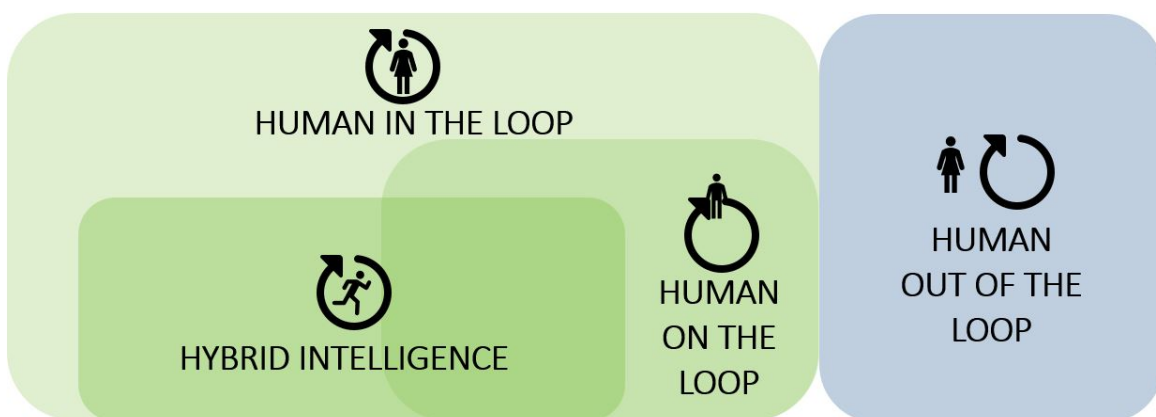 HUMAN IN THE LOOP
HYBRID INTELLIGENCE
HUMAN
ON THE
LOOP
HUMAN
OUT OF THE
LOOP